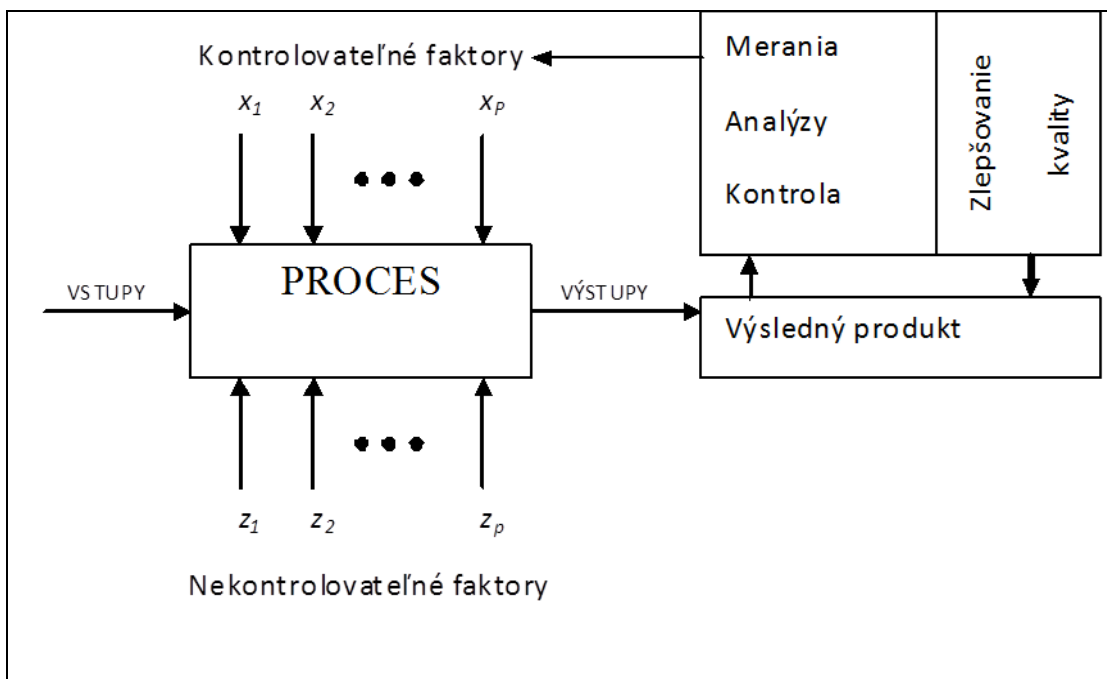 Kontrolovateľné faktory
x1 x2 xP
VSTUPY
PROCES
VÝSTUPY
Merania
Analýzy
Kontrola
Zlepšovanie
kvality
Výsledný produkt
z1 z2 zp
Nekontrolovateľné faktory